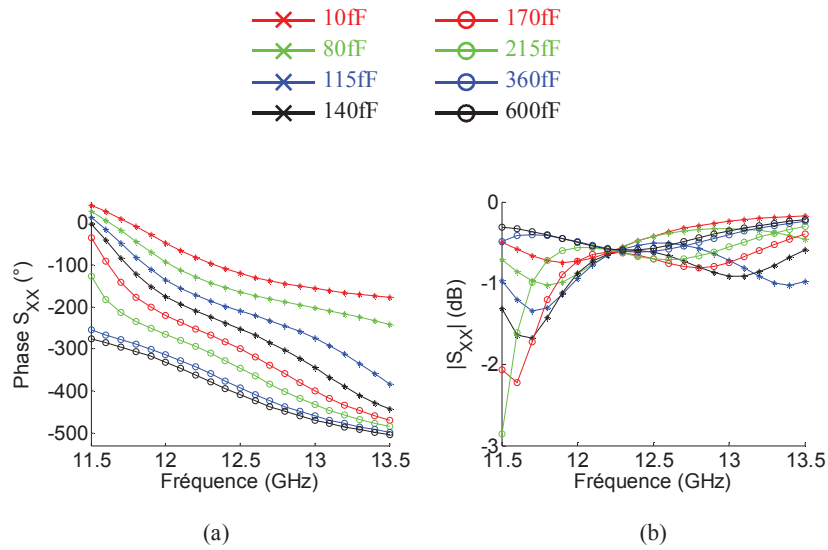 10fF 170fF
80fF 215fF
115fF 360fF
140fF 600fF
0
-100
-200
-300
-400
-500
Phase SXX (°)
11.5 12 12.5 13 13.5
Fréquence (GHz)
(a)
0
-1
-2
-3
|SXX| (dB)
11.5 12 12.5 13 13.5
Fréquence (GHz)
(b)